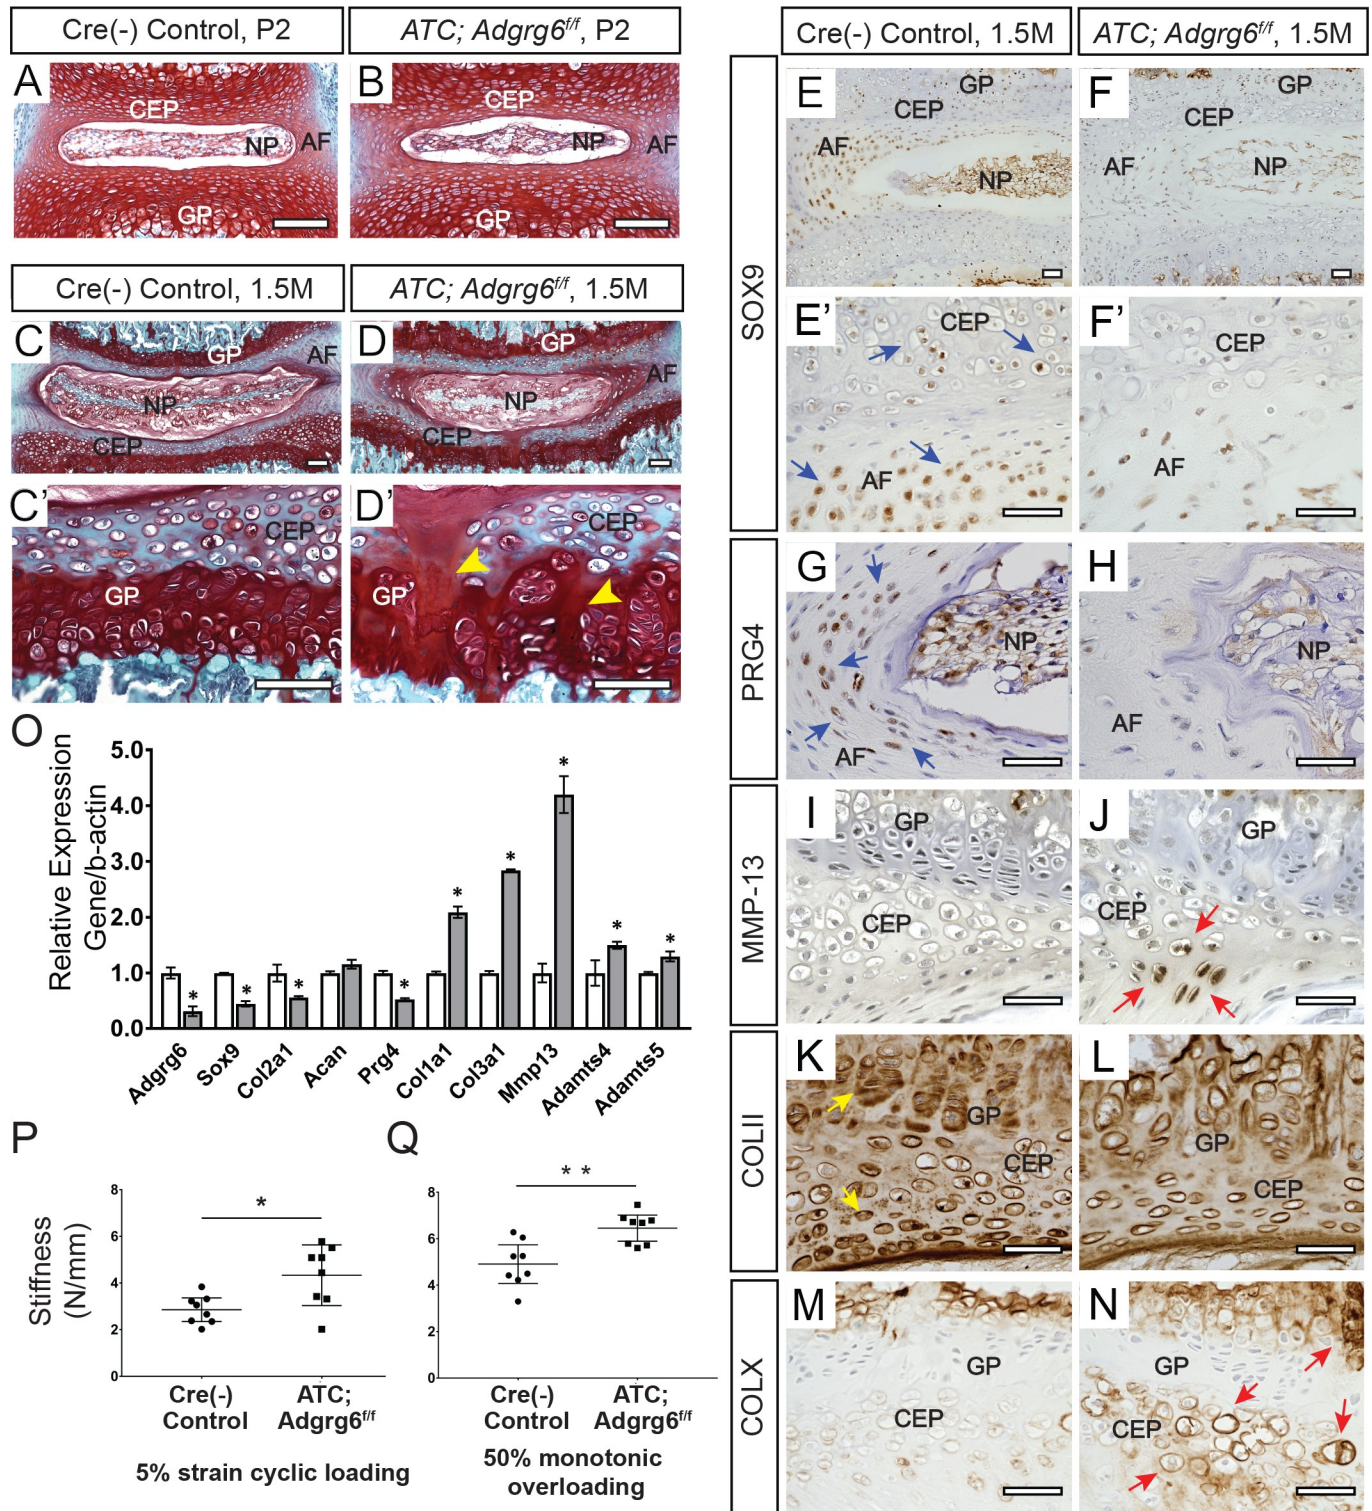 Cre(-) Control, P2
ATC; Adgrg6f/f, P2
A
CEP
NP
AF
GP
B
CEP
NP
AF
GP
Cre(-) Control, 1.5M
ATC; Adgrg6f/f, 1.5M
C
GP
AF
NP
CEP
D
GP
AF
NP
CEP
C’
CEP
GP
D’
CEP
GP
O
Relative Expression
Gene/b-actin
5.0
4.0
3.0
2.0
1.0
0.0
*
*
*
*
*
*
*
*
*
Adgrg6
Sox9
Col2a1
Acan
Prg4
Col1a1
Col3a1
Mmp13
Adamts4
Adamts5
P
Stiffness
(N/mm)
8
6
4
2
0
*
Cre(-)
Control
ATC;
Adgrg6f/f
5% strain cyclic loading
Q
8
6
4
2
0
* *
Cre(-)
Control
ATC;
Adgrg6f/f
50% monotonic
overloading
Cre(-) Control, 1.5M
ATC; Adgrg6f/f, 1.5M
SOX9
E
GP
CEP
AF
NP
F
GP
CEP
AF
NP
E’
CEP
AF
F’
CEP
AF
PRG4
G
NP
AF
H
NP
AF
MMP-13
I
GP
CEP
J
GP
CEP
COLII
K
GP
CEP
L
GP
CEP
COLX
M
GP
CEP
N
GP
CEP